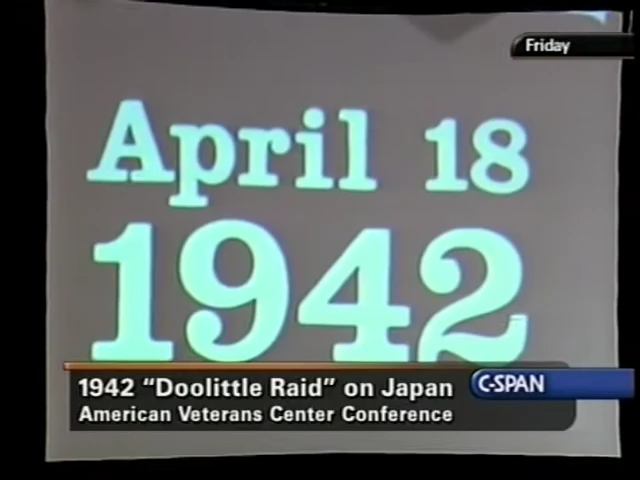 Friday
April 18
1942
1942 “Doolittle Raid” on Japan
C-SPAN
American Veterans Center Conference